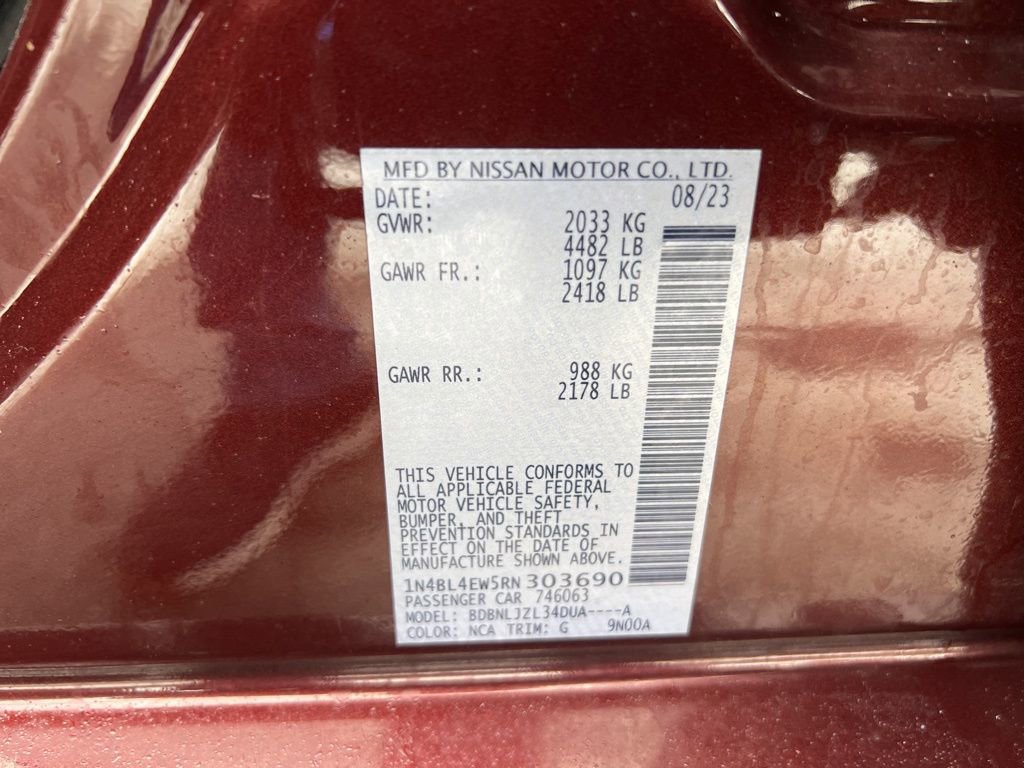 MFD BY NISSAN MOTOR CO., LTD.
DATE: 08/23
GVWR: 2033 KG
4482 LB
GAWR FR.: 1097 KG
2418 LB
GAWR RR.: 988 KG
2178 LB
THIS VEHICLE CONFORMS TO
ALL APPLICABLE FEDERAL
MOTOR VEHICLE SAFETY,
BUMPER, AND THEFT
PREVENTION STANDARDS IN
EFFECT ON THE DATE OF
MANUFACTURE SHOWN ABOVE.
1N4BL4EW5RN303690
PASSENGER CAR 746063
MODEL: BDBNLJZL34DUA----A
COLOR: NCA TRIM: G 9N00A